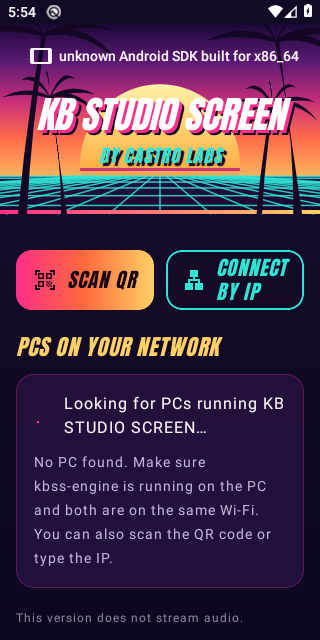 5:54
unknown Android SDK built for x86_64
KB STUDIO SCREEN
BY CASTRO LABS
SCAN QR
CONNECT
BY IP
PCS ON YOUR NETWORK
Looking for PCs running KB
STUDIO SCREEN…
No PC found. Make sure
kbss-engine is running on the PC
and both are on the same Wi-Fi.
You can also scan the QR code or
type the IP.
This version does not stream audio.